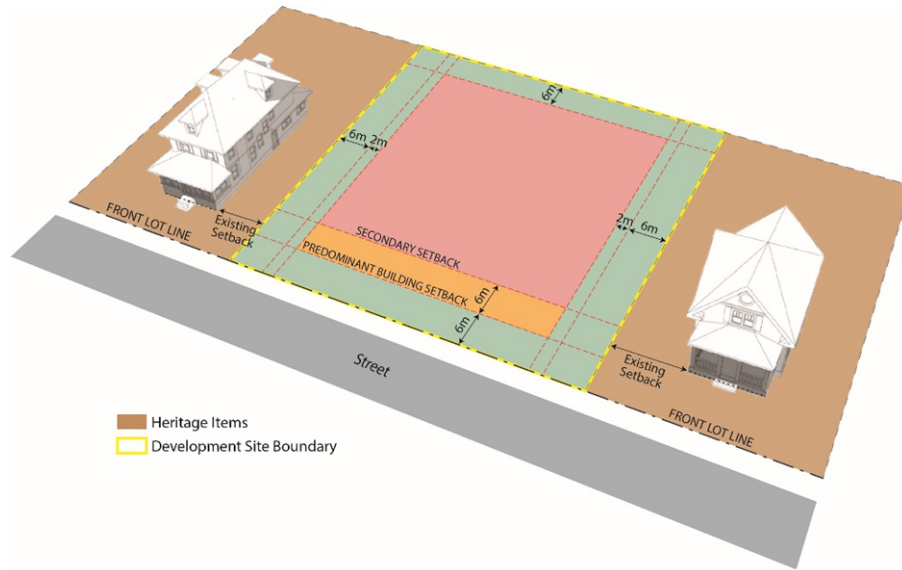 6m
6m 2m
FRONT LOT LINE
Existing
Setback
SECONDARY SETBACK
PREDOMINANT BUILDING SETBACK
6m
6m
2m 6m
Existing
Setback
FRONT LOT LINE
Street
Heritage Items
Development Site Boundary